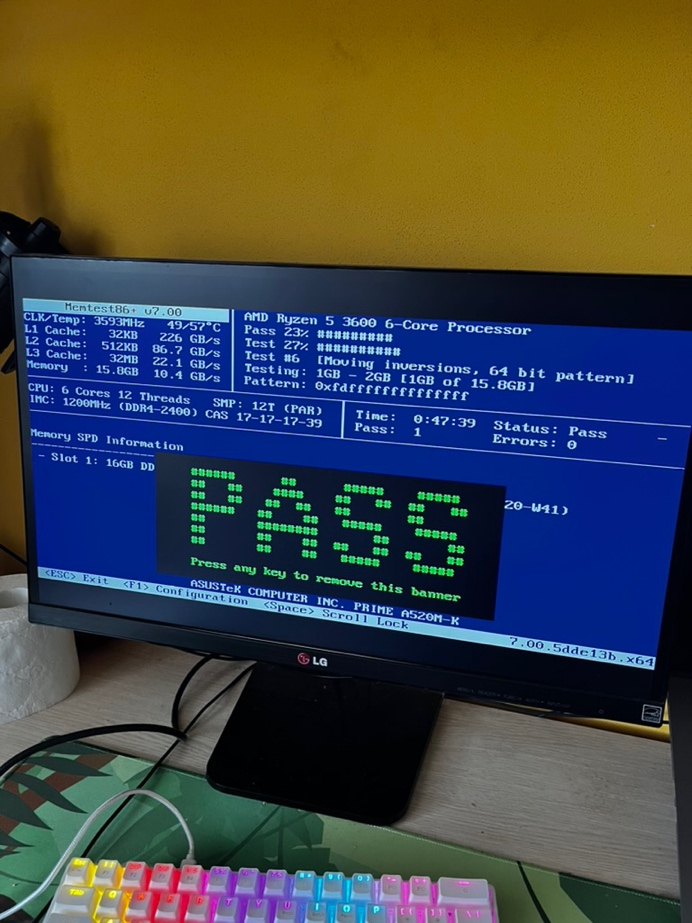 Memtest86+ v7.00
CLK/Temp: 3593MHz 49/57°C
L1 Cache: 32KB 226 GB/s
L2 Cache: 512KB 86.7 GB/s
L3 Cache: 32MB 22.1 GB/s
Memory : 15.8GB 10.4 GB/s
AMD Ryzen 5 3600 6-Core Processor
Pass 23% #########
Test 27% ##########
Test #6 [Moving inversions, 64 bit pattern]
Testing: 1GB - 2GB [1GB of 15.8GB]
Pattern: 0xfdffffffffffffff
CPU: 6 Cores 12 Threads SMP: 12T (PAR)
IMC: 1200MHz (DDR4-2400) CAS 17-17-17-39
Time: 0:47:39 Status: Pass
Pass: 1 Errors: 0
Memory SPD Information
- Slot 1: 16GB DD 20-W41)
PASS
Press any key to remove this banner
ASUSTeK COMPUTER INC. PRIME A520M-K
<ESC> Exit <F1> Configuration <Space> Scroll Lock 7.00.5dde13b.x64
LG